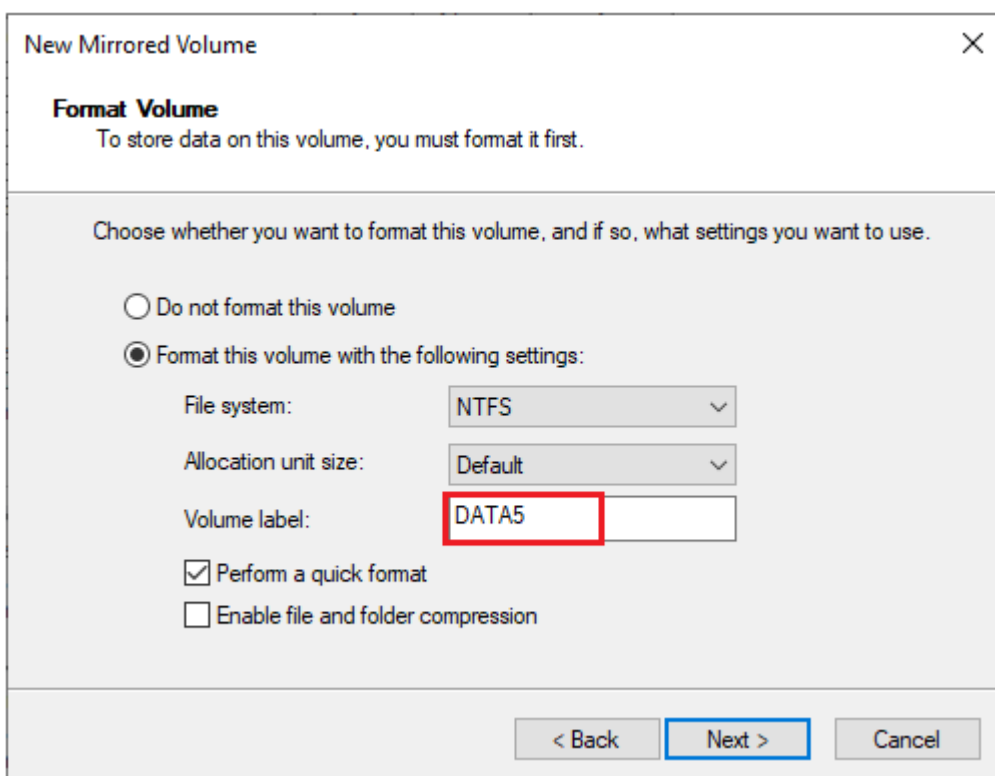 New Mirrored Volume
Format Volume
To store data on this volume, you must format it first.
Choose whether you want to format this volume, and if so, what settings you want to use.
Do not format this volume
Format this volume with the following settings:
File system: NTFS
Allocation unit size: Default
Volume label: DATA5
Perform a quick format
Enable file and folder compression
< Back Next > Cancel